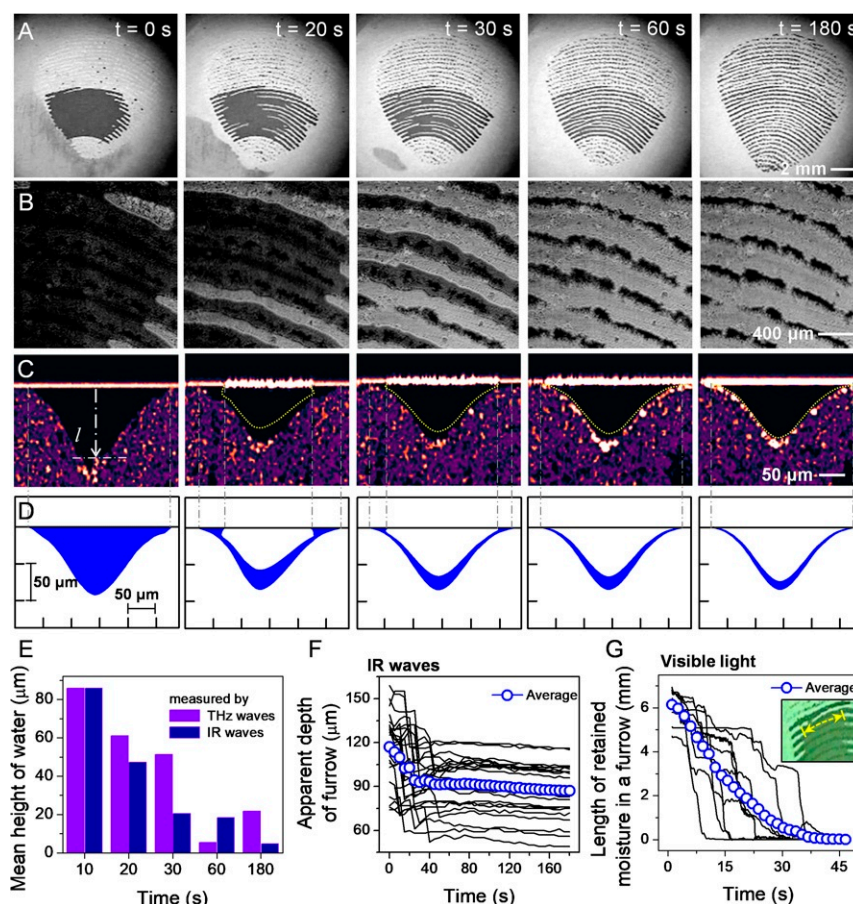 A
t = 0 s
t = 20 s
t = 30 s
t = 60 s
t = 180 s
2 mm
B
400 µm
C
l
50 µm
D
50 µm
50 µm
E
Mean height of water (µm)
80
60
40
20
0
measured by
THz waves
IR waves
10
20
30
60
180
Time (s)
F
IR waves
Apparent depth
of furrow (µm)
150
120
90
60
Average
0
40
80
120
160
Time (s)
G
Visible light
Length of retained
moisture in a furrow (mm)
6
4
2
0
Average
0
15
30
45
Time (s)